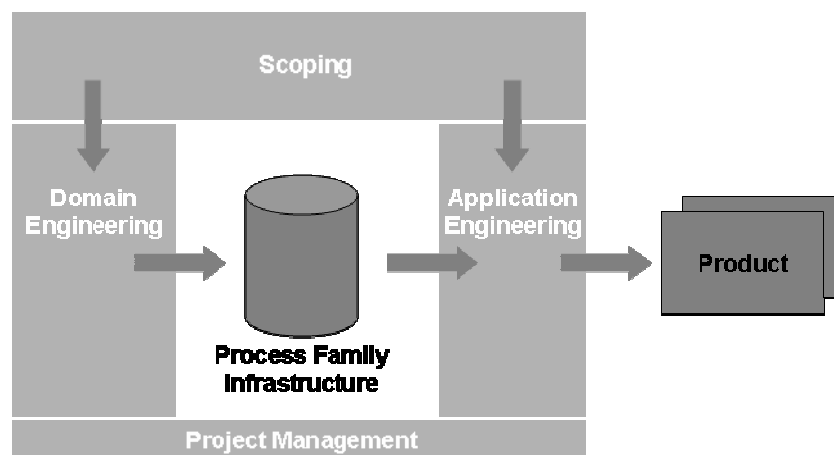 Scoping
Domain
Engineering
Application
Engineering
Product
Process Family
Infrastructure
Project Management